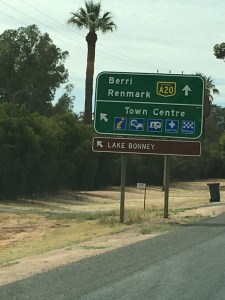 Berri
Renmark A20
Town Centre
LAKE BONNEY